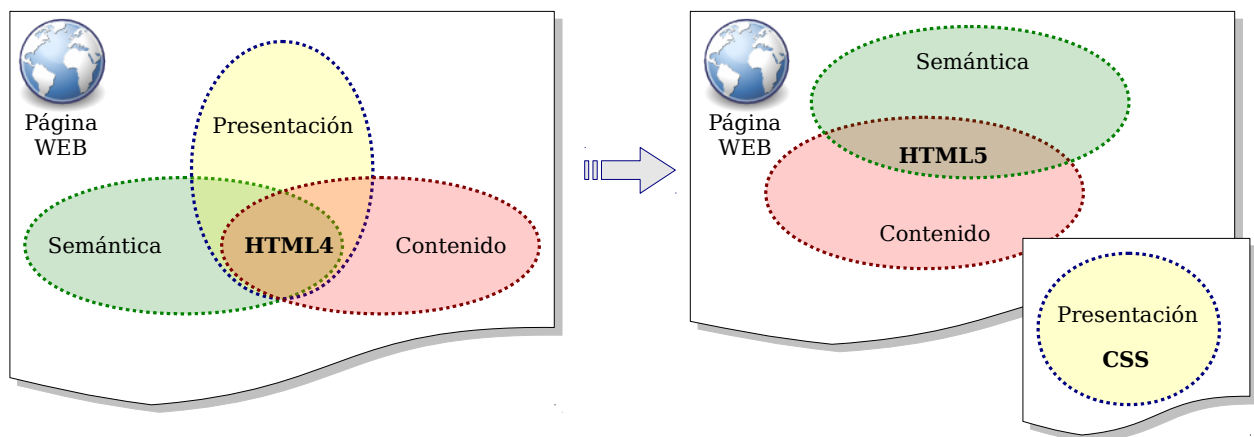 Página
WEB
Presentación
Semántica
HTML4
Contenido
Página
WEB
Semántica
HTML5
Contenido
Presentación
CSS